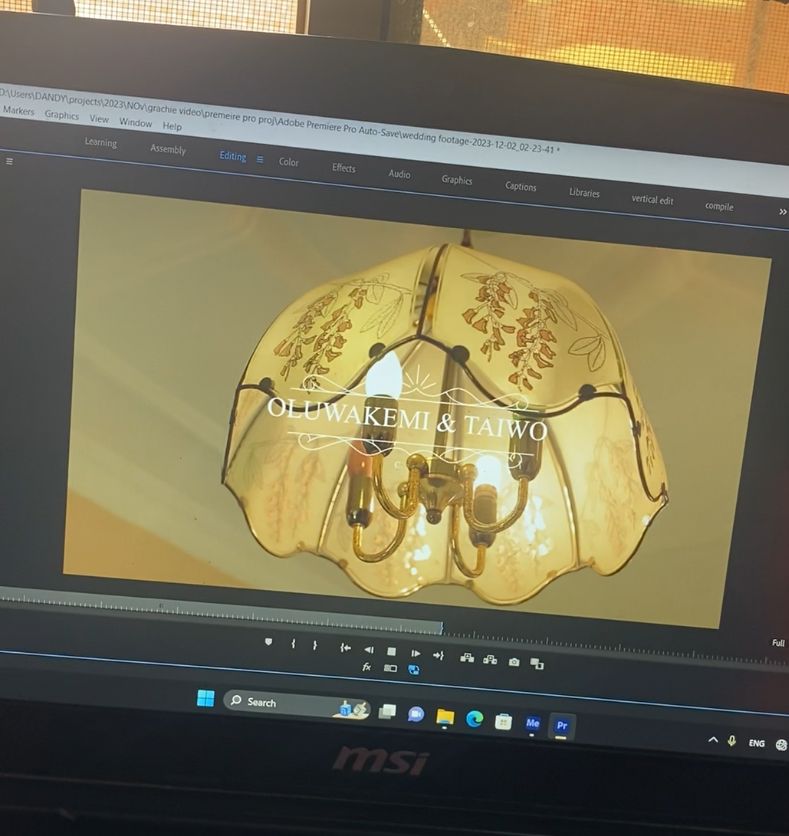 D:\Users\DANDY\projects\2023\NOv\grachie video\premeire pro proj\Adobe Premiere Pro Auto-Save\wedding footage-2023-12-02_02-23-41 *
Markers Graphics View Window Help
Learning Assembly Editing Color Effects Audio Graphics Captions Libraries vertical edit compile
OLUWAKEMI & TAIWO
Full
fx
Search
Me Pr
ENG
msi